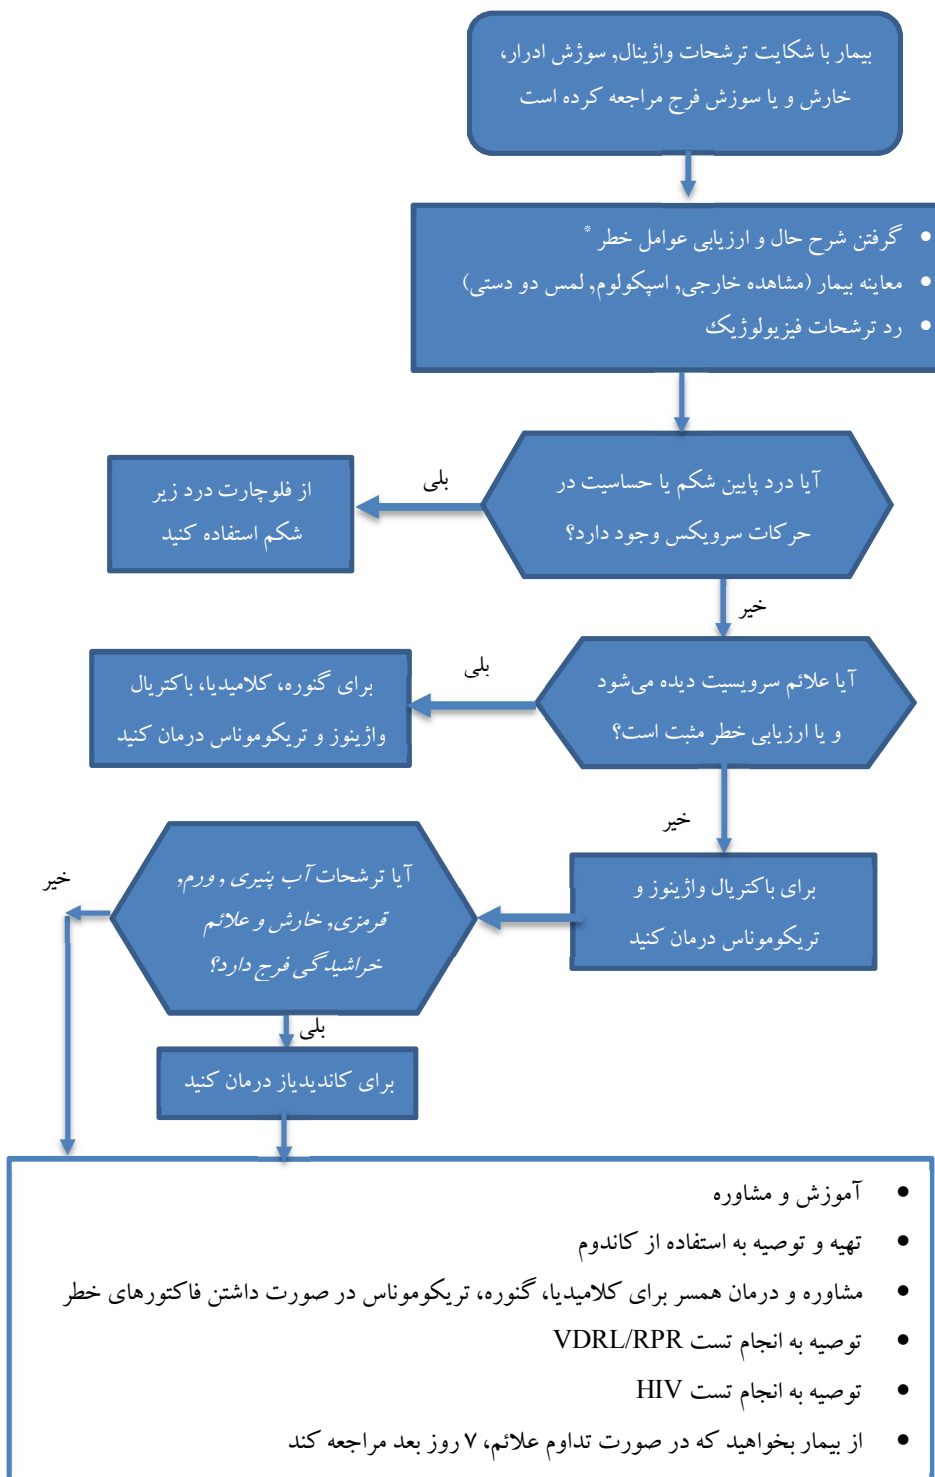 بیمار با شکایت ترشحات واژینال, سوزش ادرار،
خارش و یا سوزش فرج مراجعه کرده است
• گرفتن شرح حال و ارزیابی عوامل خطر *
• معاینه بیمار (مشاهده خارجی, اسپکولوم, لمس دو دستی)
• رد ترشحات فیزیولوژیک
آیا درد پایین شکم یا حساسیت در
حرکات سرویکس وجود دارد؟
بلی
از فلوچارت درد زیر
شکم استفاده کنید
خیر
آیا علائم سرویسیت دیده می‌شود
و یا ارزیابی خطر مثبت است؟
بلی
برای گنوره، کلامیدیا، باکتریال
واژینوز و تریکوموناس درمان کنید
خیر
برای باکتریال واژینوز و
تریکوموناس درمان کنید
آیا ترشحات آب پنیری , ورم,
قرمزی, خارش و علائم
خراشیدگی فرج دارد؟
خیر
بلی
برای کاندیدیاز درمان کنید
• آموزش و مشاوره
• تهیه و توصیه به استفاده از کاندوم
• مشاوره و درمان همسر برای کلامیدیا، گنوره، تریکوموناس در صورت داشتن فاکتورهای خطر
• توصیه به انجام تست VDRL/RPR
• توصیه به انجام تست HIV
• از بیمار بخواهید که در صورت تداوم علائم، ۷ روز بعد مراجعه کند